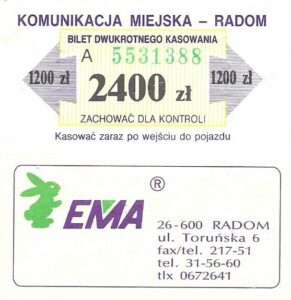 KOMUNIKACJA MIEJSKA – RADOM
BILET DWUKROTNEGO KASOWANIA
A 5531388
1200 zł 2400 zł 1200 zł
ZACHOWAĆ DLA KONTROLI
Kasować zaraz po wejściu do pojazdu
EMA ®
26-600 RADOM
ul. Toruńska 6
fax/tel. 217-51
tel. 31-56-60
tlx 0672641